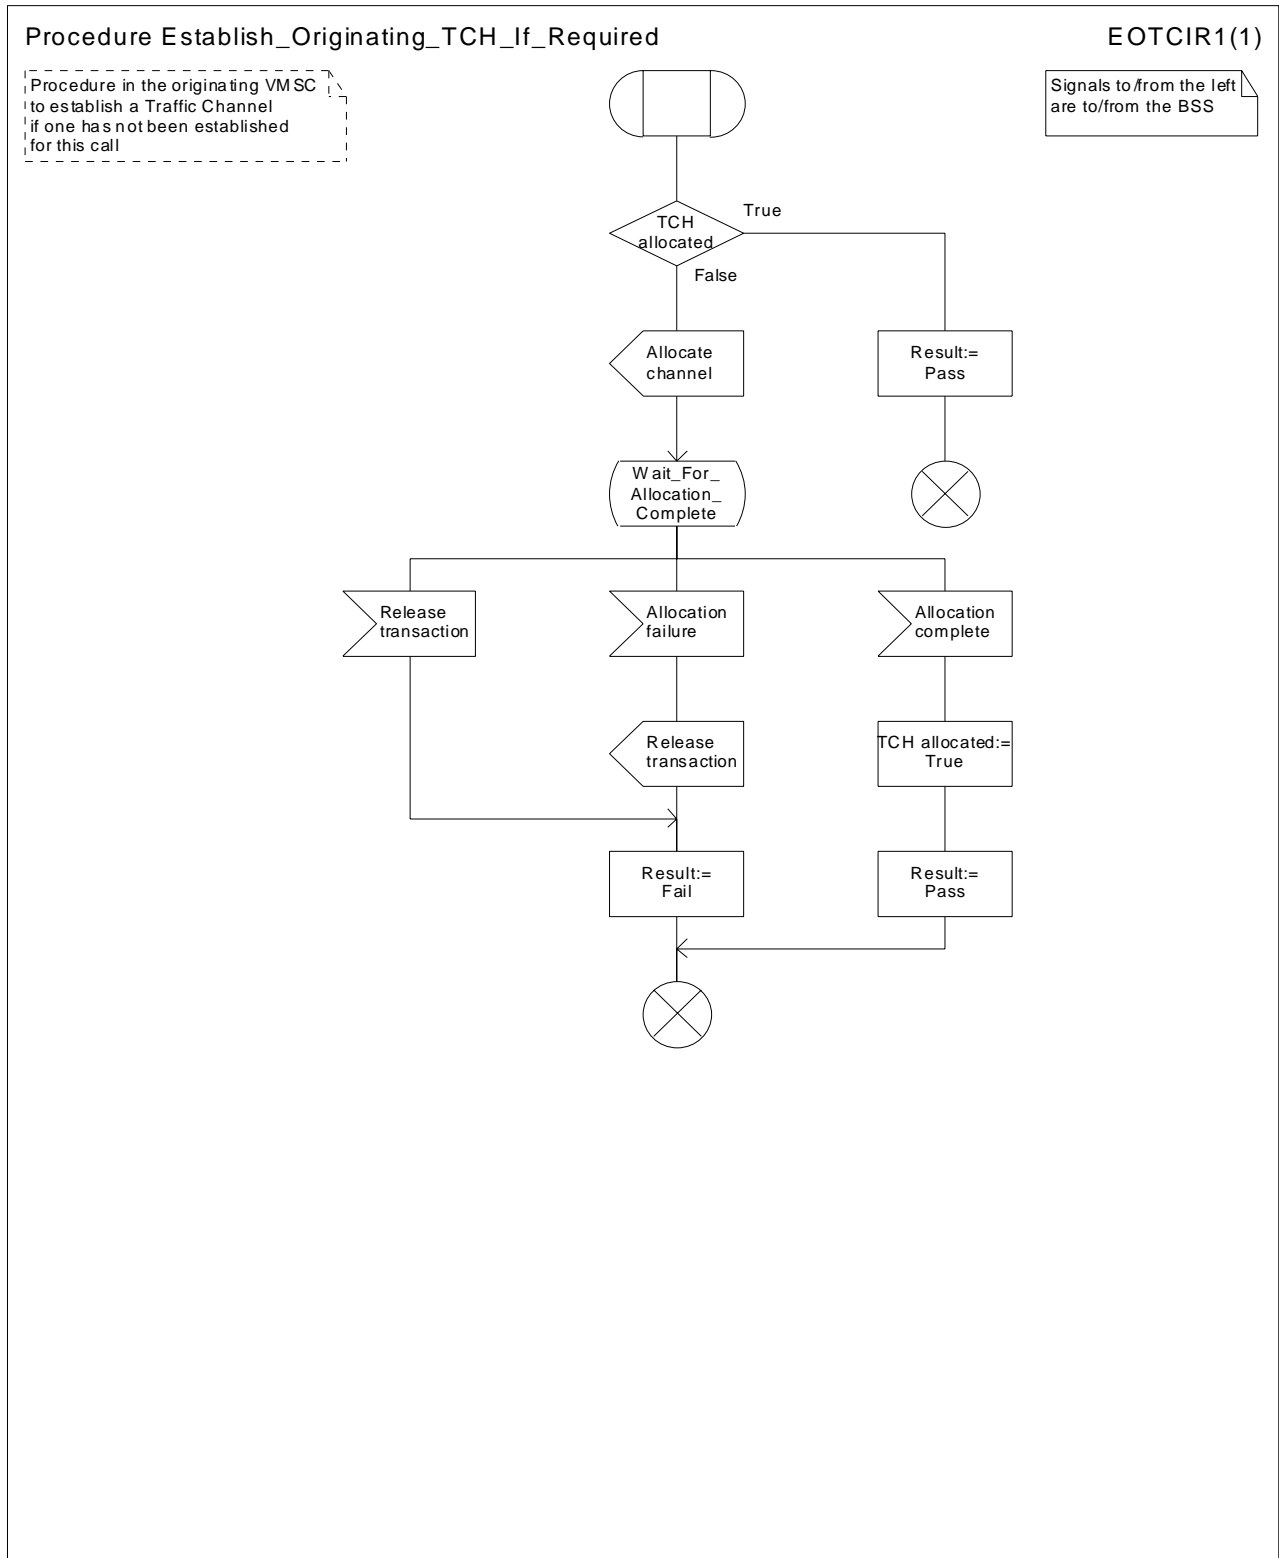 Procedure Establish_Originating_TCH_If_Required
EOTCIR1(1)
Procedure in the originating VMSC
to establish a Traffic Channel
if one has not been established
for this call
Signals to/from the left
are to/from the BSS
TCH
allocated
True
False
Allocate
channel
Result:=
Pass
Wait_For_
Allocation_
Complete
Release
transaction
Allocation
failure
Allocation
complete
Release
transaction
TCH allocated:=
True
Result:=
Fail
Result:=
Pass